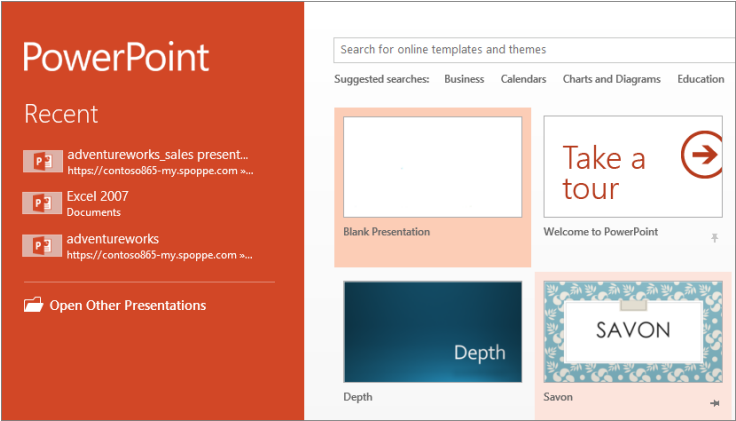 PowerPoint
Recent
adventureworks_sales present...
https://contoso865-my.spoppe.com »...
Excel 2007
Documents
adventureworks
https://contoso865-my.spoppe.com »...
Open Other Presentations
Search for online templates and themes
Suggested searches: Business Calendars Charts and Diagrams Education
Blank Presentation
Take a
tour
Welcome to PowerPoint
Depth
Depth
SAVON
Savon